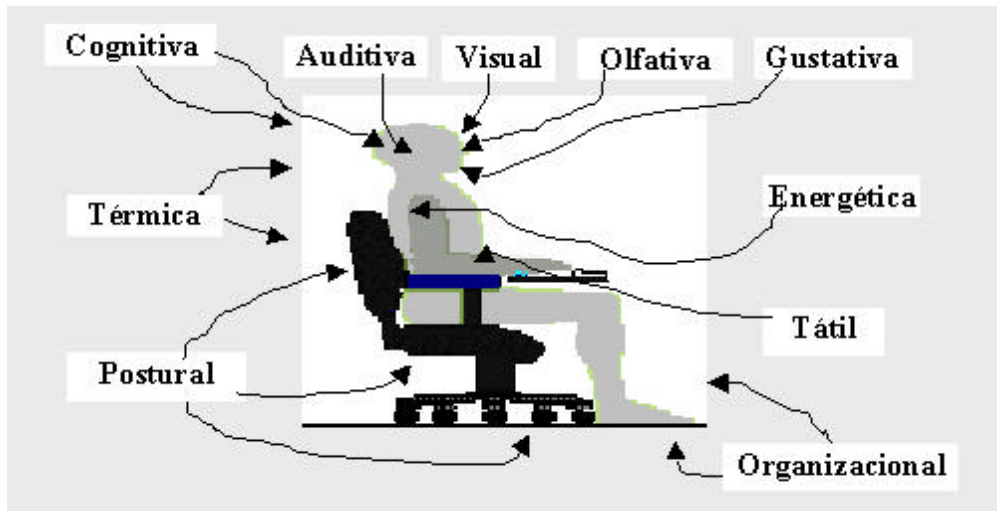 Cognitiva
Auditiva
Visual
Olfativa
Gustativa
Térmica
Energética
Tátil
Postural
Organizacional